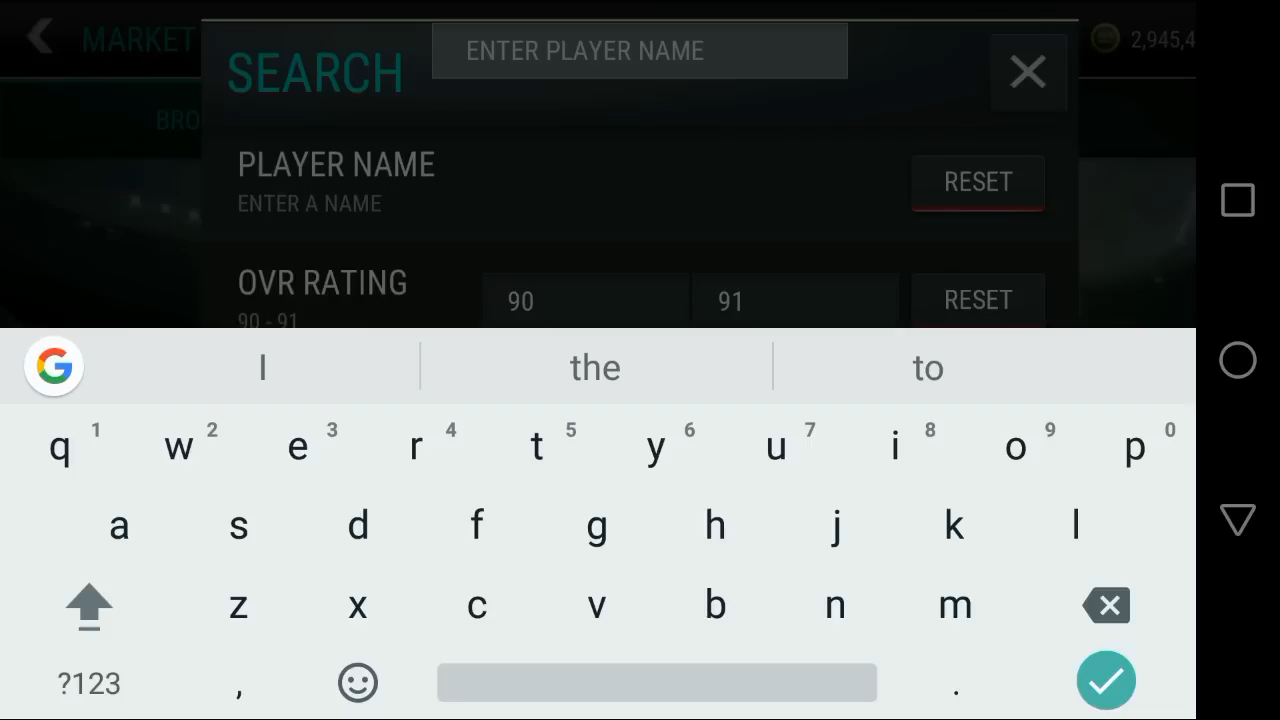 MARKET
SEARCH
ENTER PLAYER NAME
2,945,4
BRO
PLAYER NAME
ENTER A NAME
RESET
OVR RATING
90 - 91
90
91
RESET
I
the
to
q 1 w 2 e 3 r 4 t 5 y 6 u 7 i 8 o 9 p 0
a s d f g h j k l
z x c v b n m
?123 , .